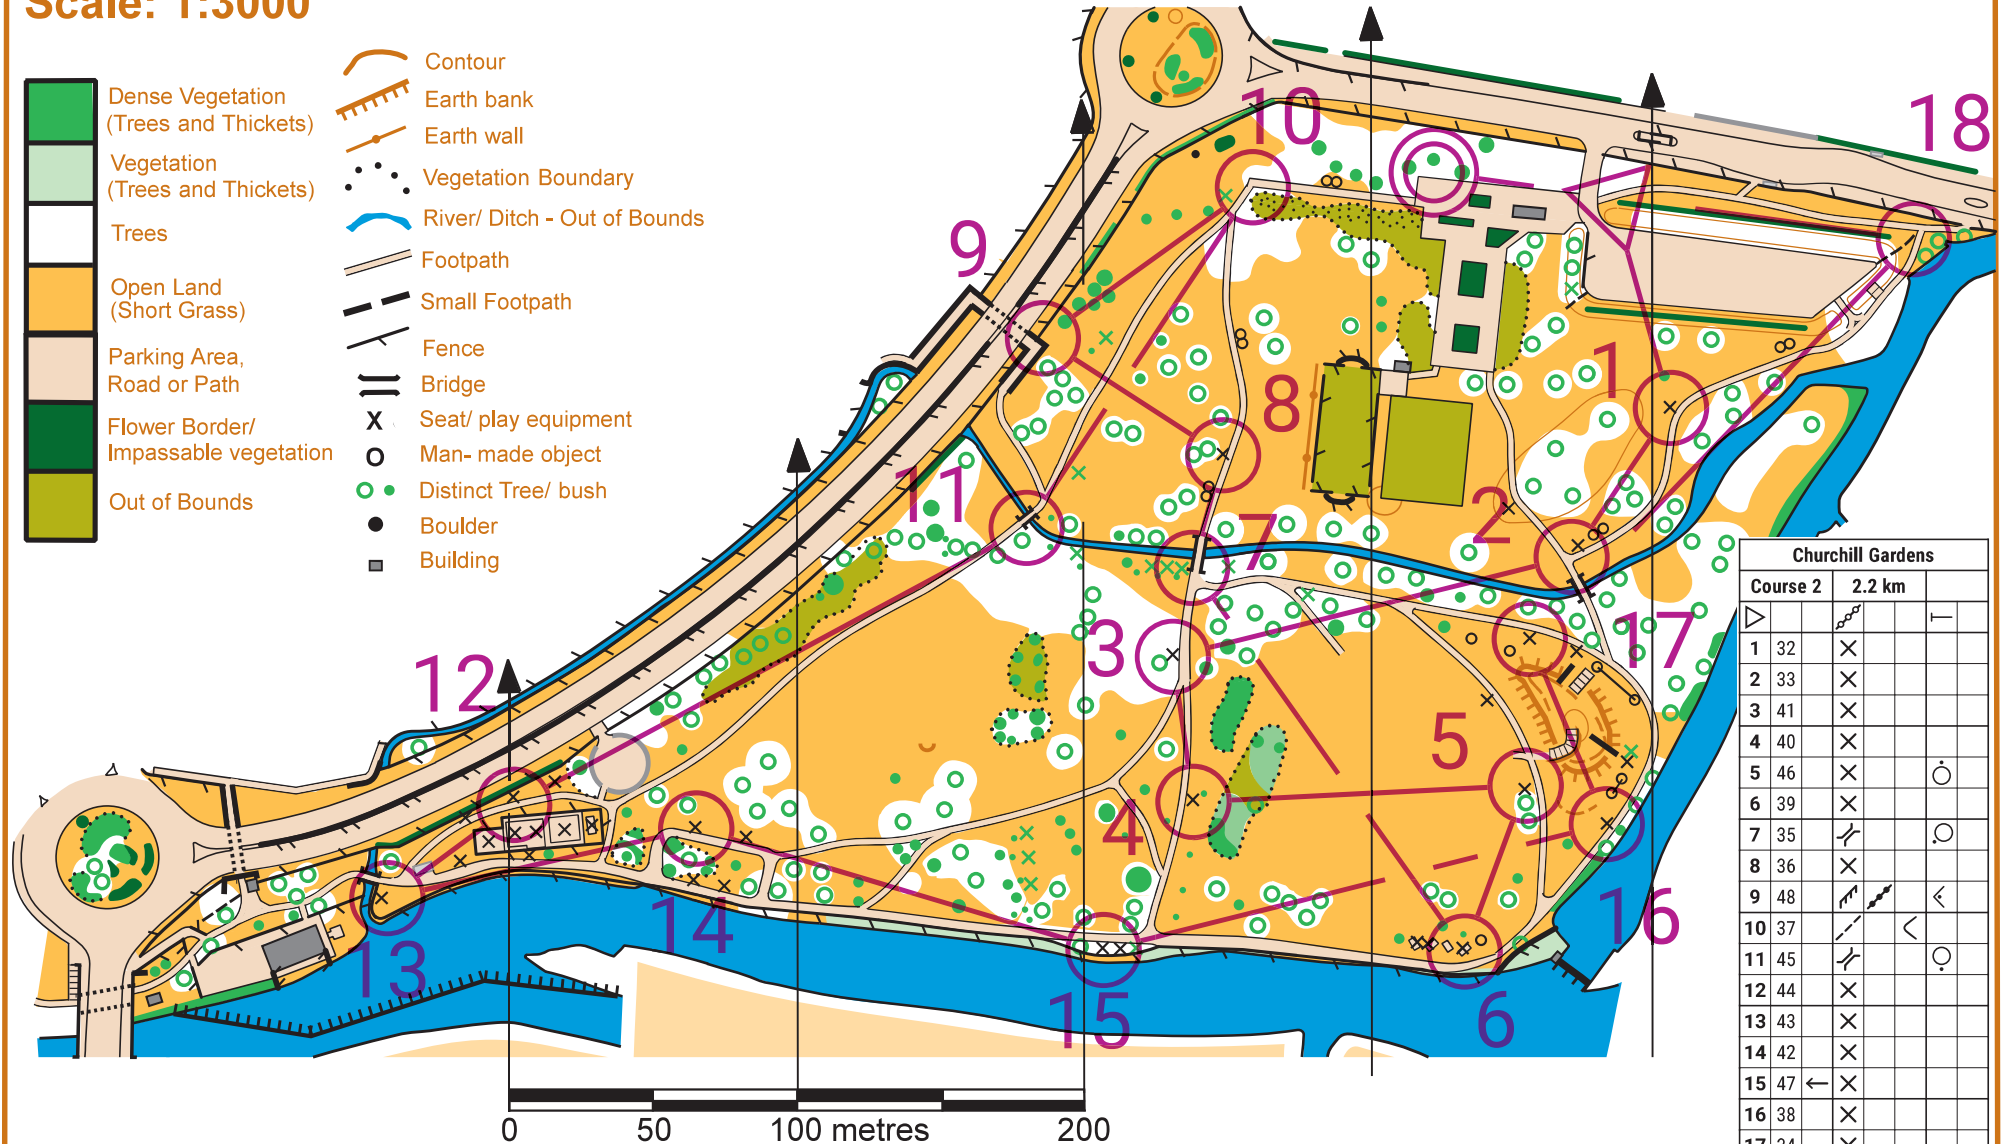 Scale: 1:3000
Dense Vegetation
(Trees and Thickets)
Vegetation
(Trees and Thickets)
Trees
Open Land
(Short Grass)
Parking Area,
Road or Path
Flower Border/
Impassable vegetation
Out of Bounds
Contour
Earth bank
Earth wall
Vegetation Boundary
River/ Ditch - Out of Bounds
Footpath
Small Footpath
Fence
Bridge
Seat/ play equipment
Man- made object
Distinct Tree/ bush
Boulder
Building
10
18
9
1
8
11
2
7
3
17
12
5
4
14
16
13
15
6
0 50 100 metres 200
Churchill Gardens
Course 2 2.2 km
1 32
2 33
3 41
4 40
5 46
6 39
7 35
8 36
9 48
10 37
11 45
12 44
13 43
14 42
15 47
16 38
17 34